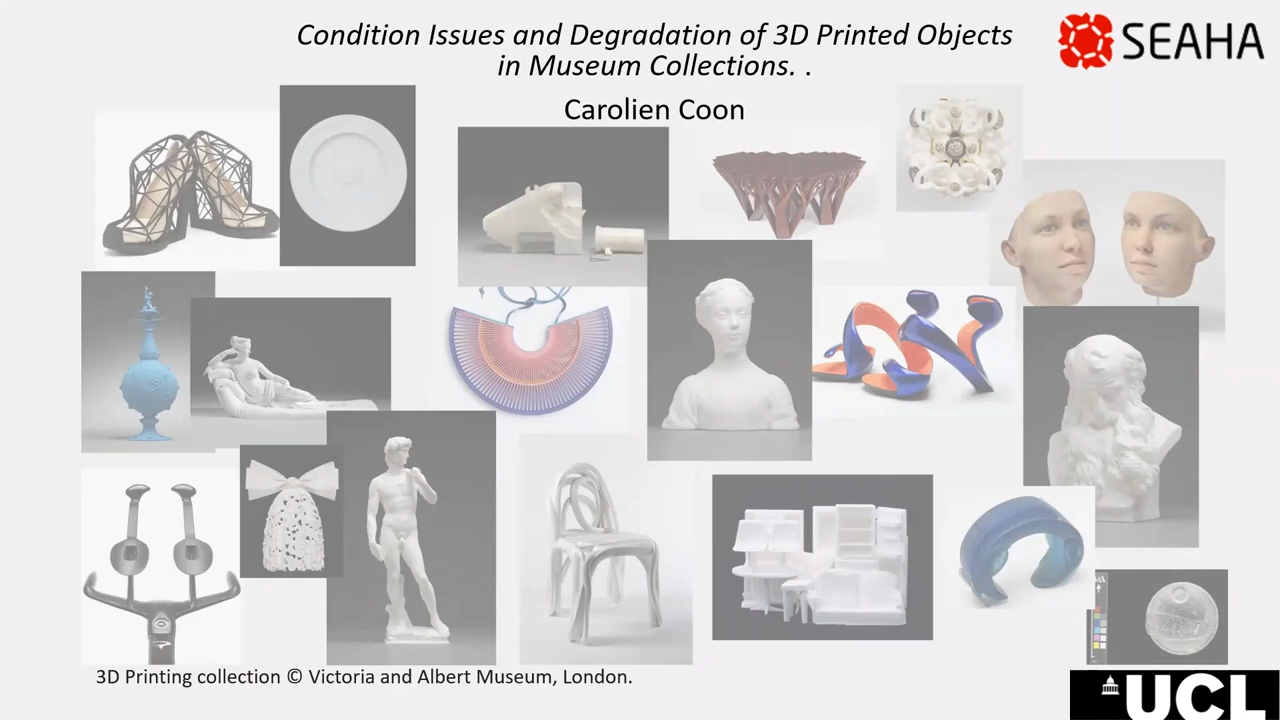 Condition Issues and Degradation of 3D Printed Objects
in Museum Collections. .
Carolien Coon
SEAHA
3D Printing collection © Victoria and Albert Museum, London.
UCL